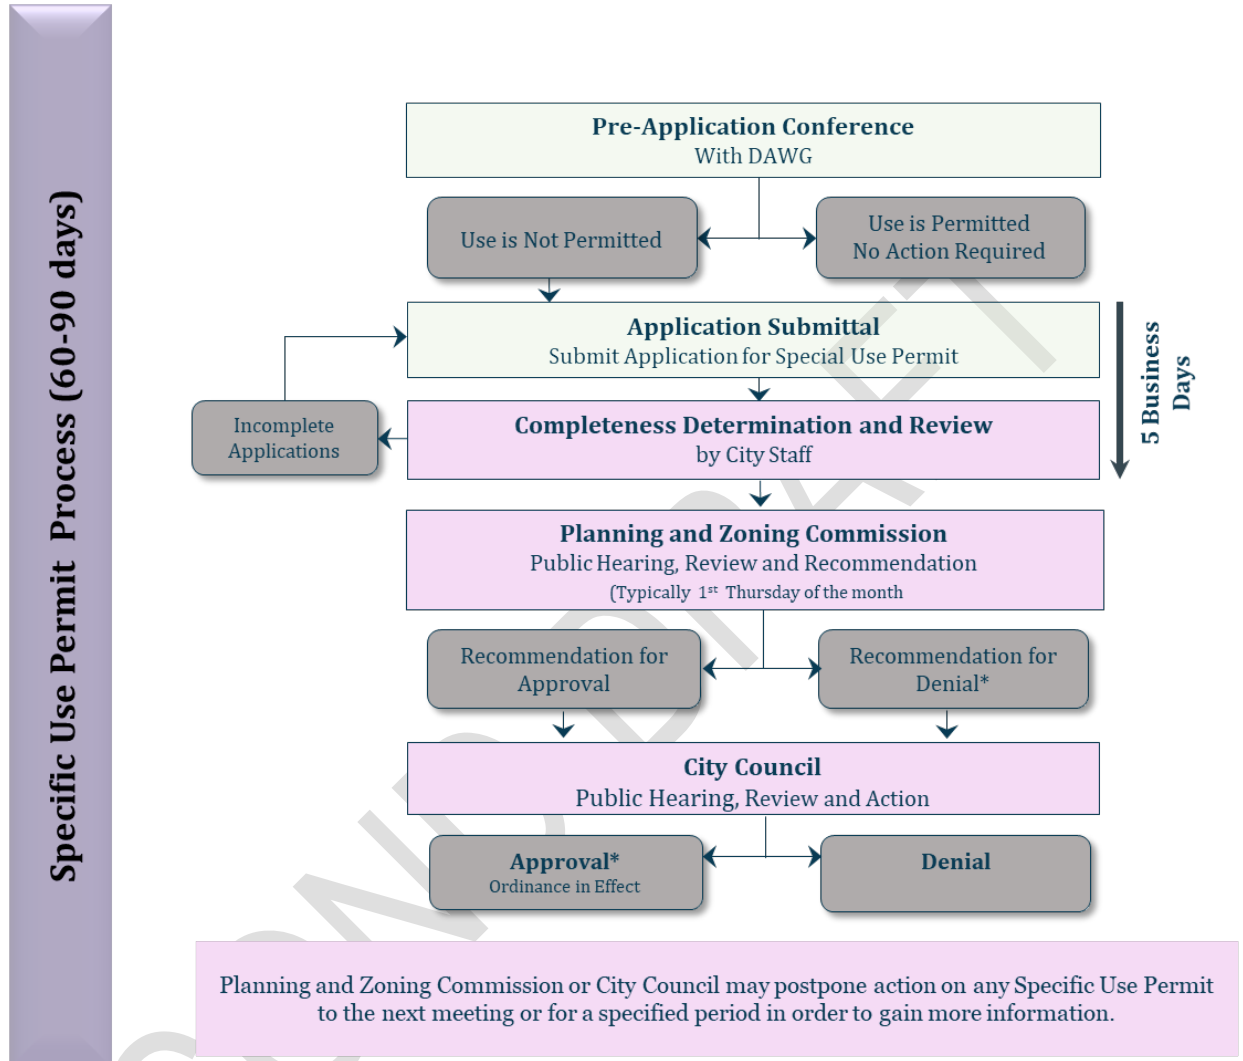 Specific Use Permit Process (60-90 days)
Pre-Application Conference
With DAWG
Use is Not Permitted
Use is Permitted
No Action Required
Application Submittal
Submit Application for Special Use Permit
5 Business
Days
Incomplete
Applications
Completeness Determination and Review
by City Staff
Planning and Zoning Commission
Public Hearing, Review and Recommendation
(Typically 1st Thursday of the month
Recommendation for
Approval
Recommendation for
Denial*
City Council
Public Hearing, Review and Action
Approval*
Ordinance in Effect
Denial
Planning and Zoning Commission or City Council may postpone action on any Specific Use Permit
to the next meeting or for a specified period in order to gain more information.
OND DRAFT